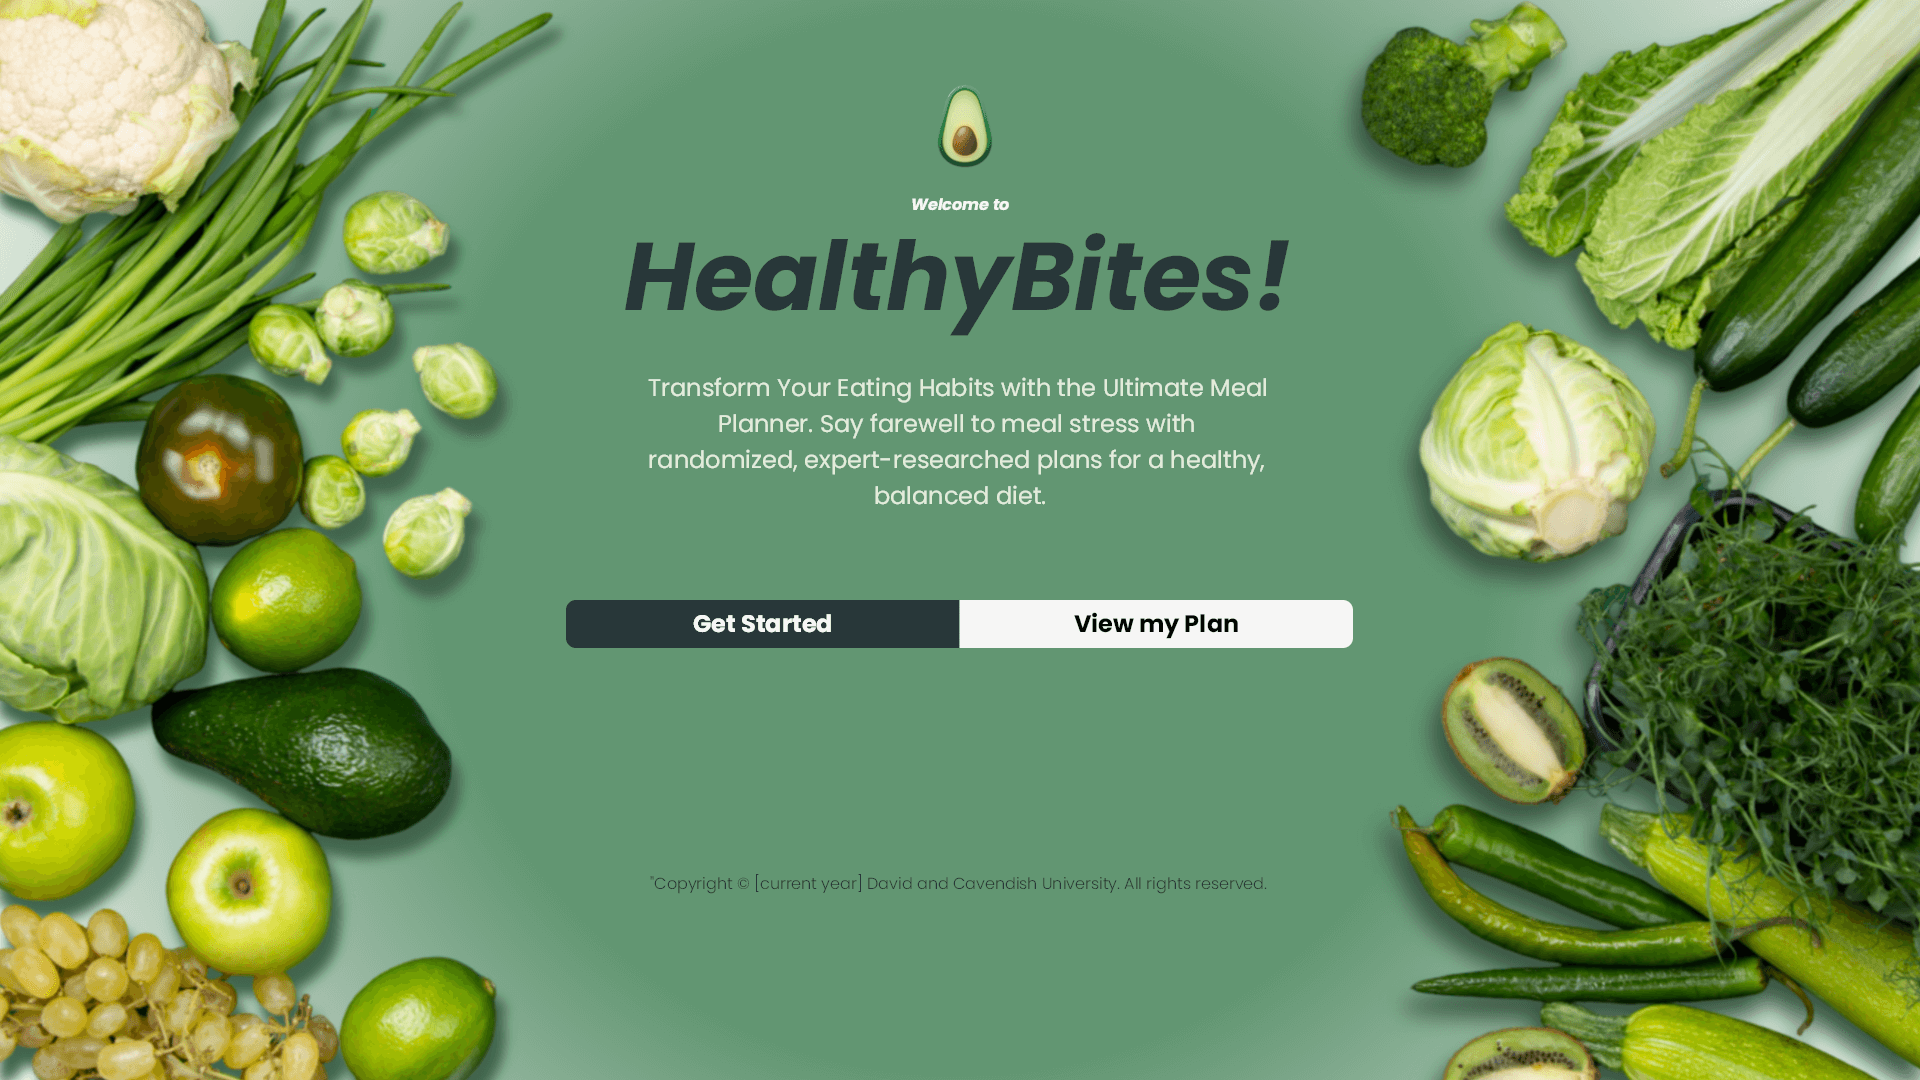 Welcome to
HealthyBites!
Transform Your Eating Habits with the Ultimate Meal
Planner. Say farewell to meal stress with
randomized, expert-researched plans for a healthy,
balanced diet.
Get Started
View my Plan
"Copyright © [current year] David and Cavendish University. All rights reserved.